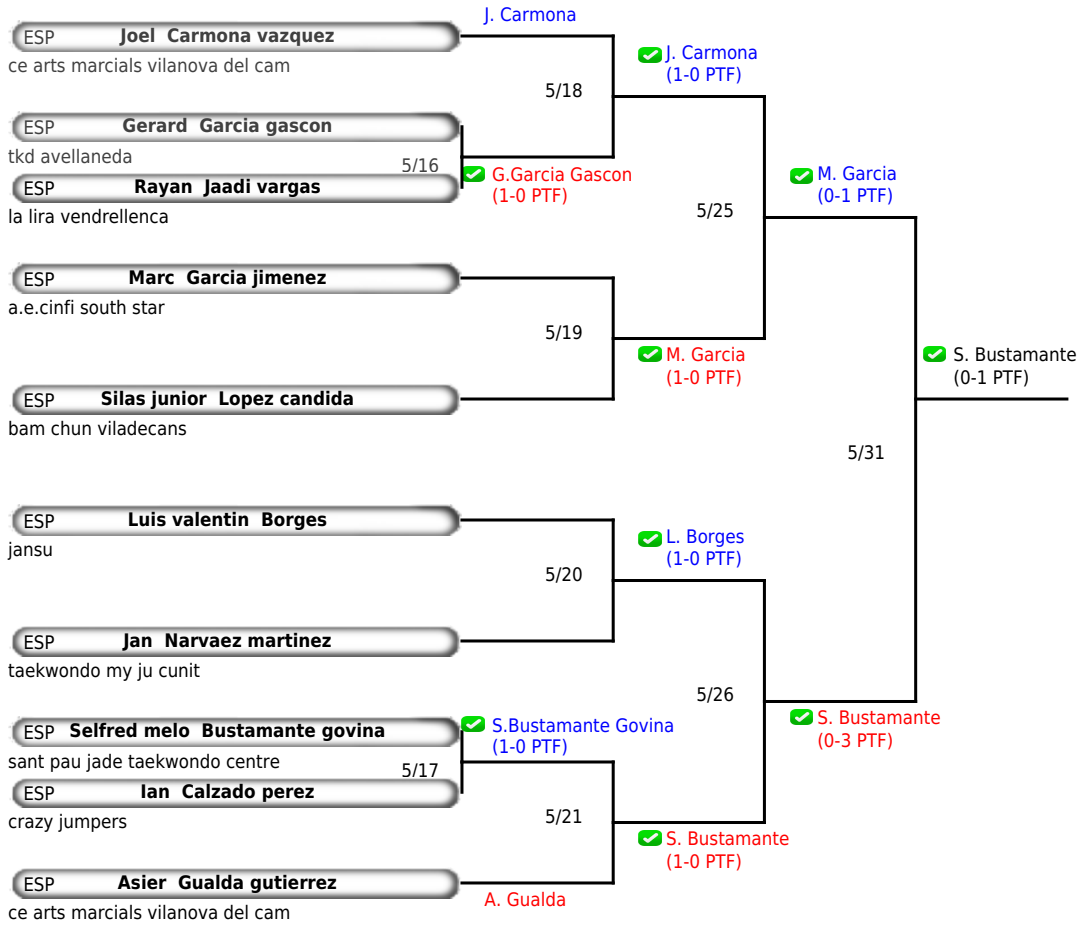 J. Carmona
ESP Joel Carmona vazquez
ce arts marcials vilanova del cam
J. Carmona
(1-0 PTF)
5/18
ESP Gerard Garcia gascon
tkd avellaneda
5/16
G.Garcia Gascon
(1-0 PTF)
ESP Rayan Jaadi vargas
la lira vendrellenca
M. Garcia
(0-1 PTF)
5/25
ESP Marc Garcia jimenez
a.e.cinfi south star
5/19
M. Garcia
(1-0 PTF)
S. Bustamante
(0-1 PTF)
ESP Silas junior Lopez candida
bam chun viladecans
5/31
ESP Luis valentin Borges
jansu
L. Borges
(1-0 PTF)
5/20
ESP Jan Narvaez martinez
taekwondo my ju cunit
5/26
S. Bustamante
(0-3 PTF)
ESP Selfred melo Bustamante govina
S.Bustamante Govina
(1-0 PTF)
sant pau jade taekwondo centre
5/17
ESP Ian Calzado perez
crazy jumpers
5/21
S. Bustamante
(1-0 PTF)
ESP Asier Gualda gutierrez
A. Gualda
ce arts marcials vilanova del cam